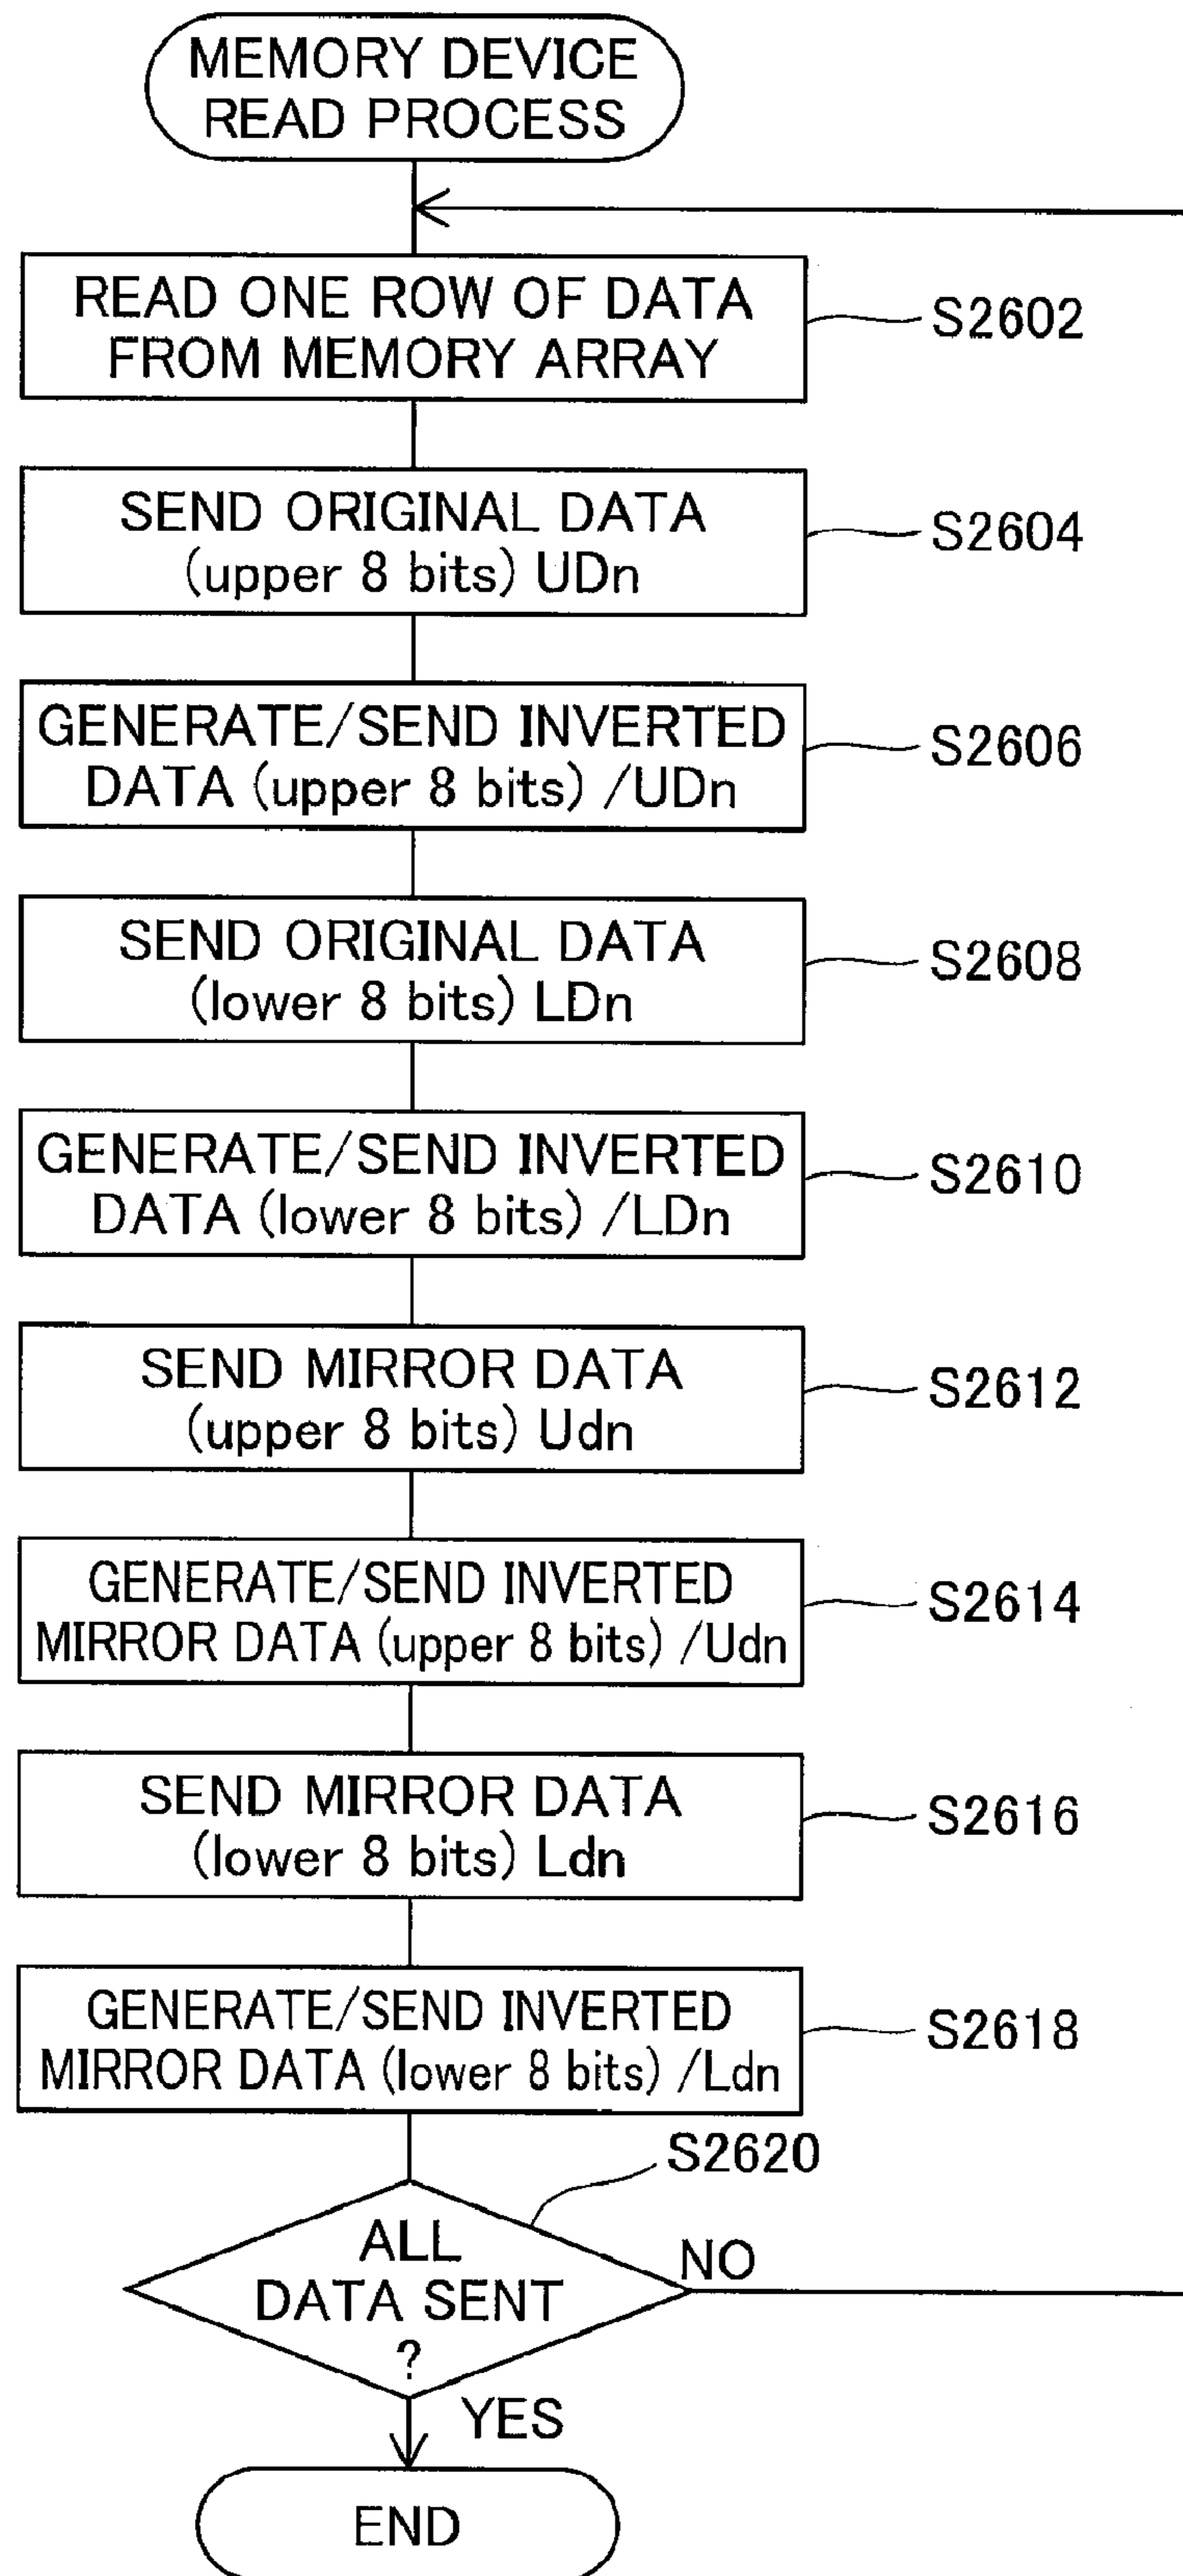 MEMORY DEVICE
READ PROCESS
READ ONE ROW OF DATA
FROM MEMORY ARRAY
S2602
SEND ORIGINAL DATA
(upper 8 bits) UDn
S2604
GENERATE/SEND INVERTED
DATA (upper 8 bits) /UDn
S2606
SEND ORIGINAL DATA
(lower 8 bits) LDn
S2608
GENERATE/SEND INVERTED
DATA (lower 8 bits) /LDn
S2610
SEND MIRROR DATA
(upper 8 bits) Udn
S2612
GENERATE/SEND INVERTED
MIRROR DATA (upper 8 bits) /Udn
S2614
SEND MIRROR DATA
(lower 8 bits) Ldn
S2616
GENERATE/SEND INVERTED
MIRROR DATA (lower 8 bits) /Ldn
S2618
S2620
ALL
DATA SENT
?
NO
YES
END